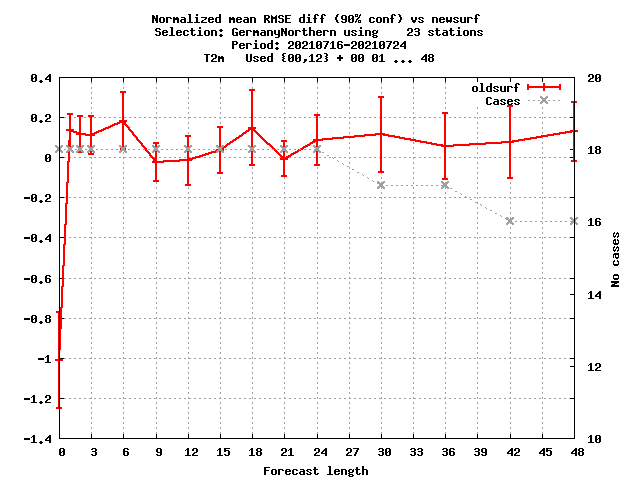 Normalized mean RMSE diff (90% conf) vs newsurf
Selection: GermanyNorthern using    23 stations
Period: 20210716-20210724
T2m   Used {00,12} + 00 01 ... 48
oldsurf
Cases
0.4
0.2
0
-0.2
-0.4
-0.6
-0.8
-1
-1.2
-1.4
20
18
16
14
12
10
No cases
0 3 6 9 12 15 18 21 24 27 30 33 36 39 42 45 48
Forecast length